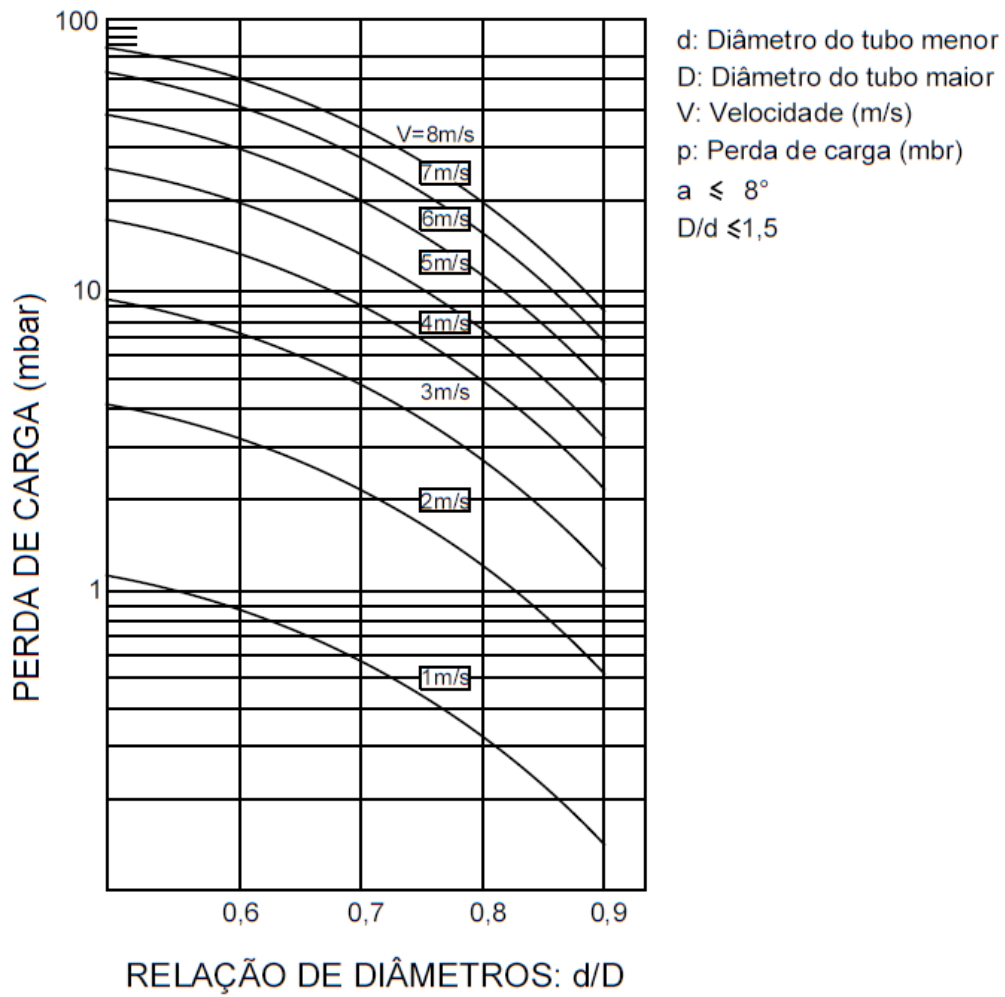 100
10
1
PERDA DE CARGA (mbar)
V=8m/s
7m/s
6m/s
5m/s
4m/s
3m/s
2m/s
1m/s
0,6 0,7 0,8 0,9
RELAÇÃO DE DIÂMETROS: d/D
d: Diâmetro do tubo menor
D: Diâmetro do tubo maior
V: Velocidade (m/s)
p: Perda de carga (mbr)
a ⩽ 8°
D/d ⩽1,5